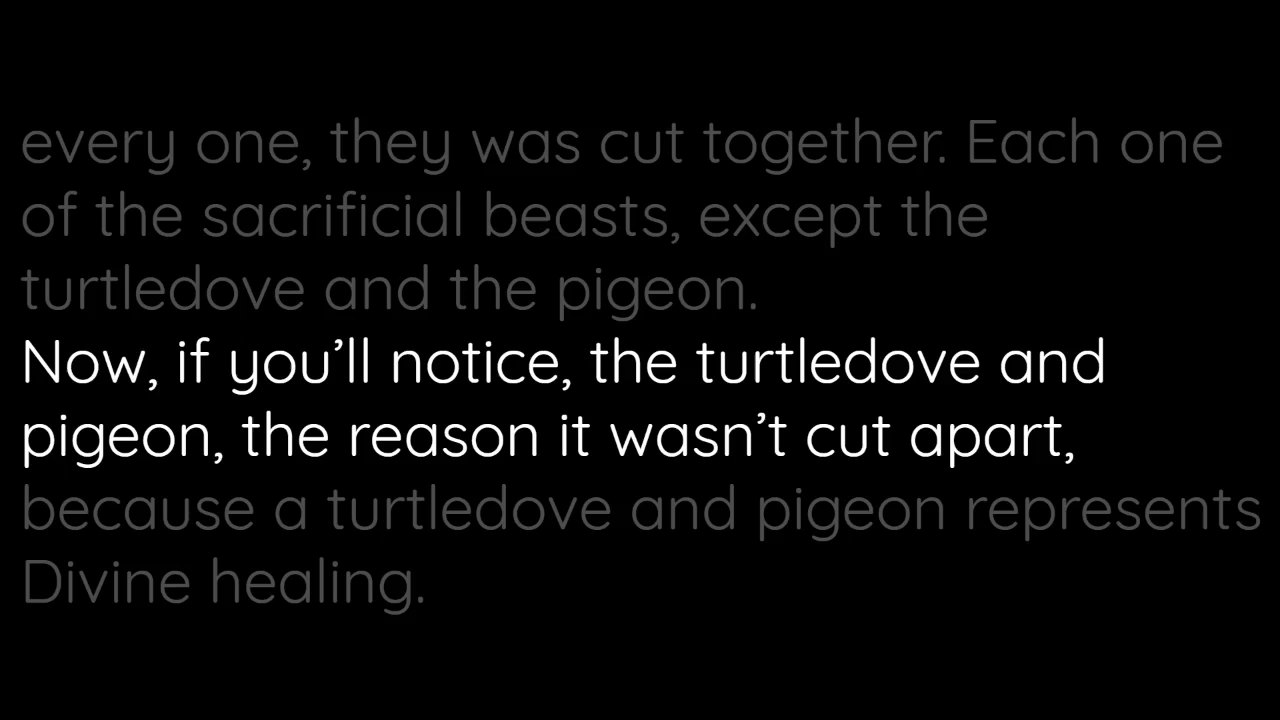 every one, they was cut together. Each one
of the sacrificial beasts, except the
turtledove and the pigeon.
Now, if you’ll notice, the turtledove and
pigeon, the reason it wasn’t cut apart,
because a turtledove and pigeon represents
Divine healing.